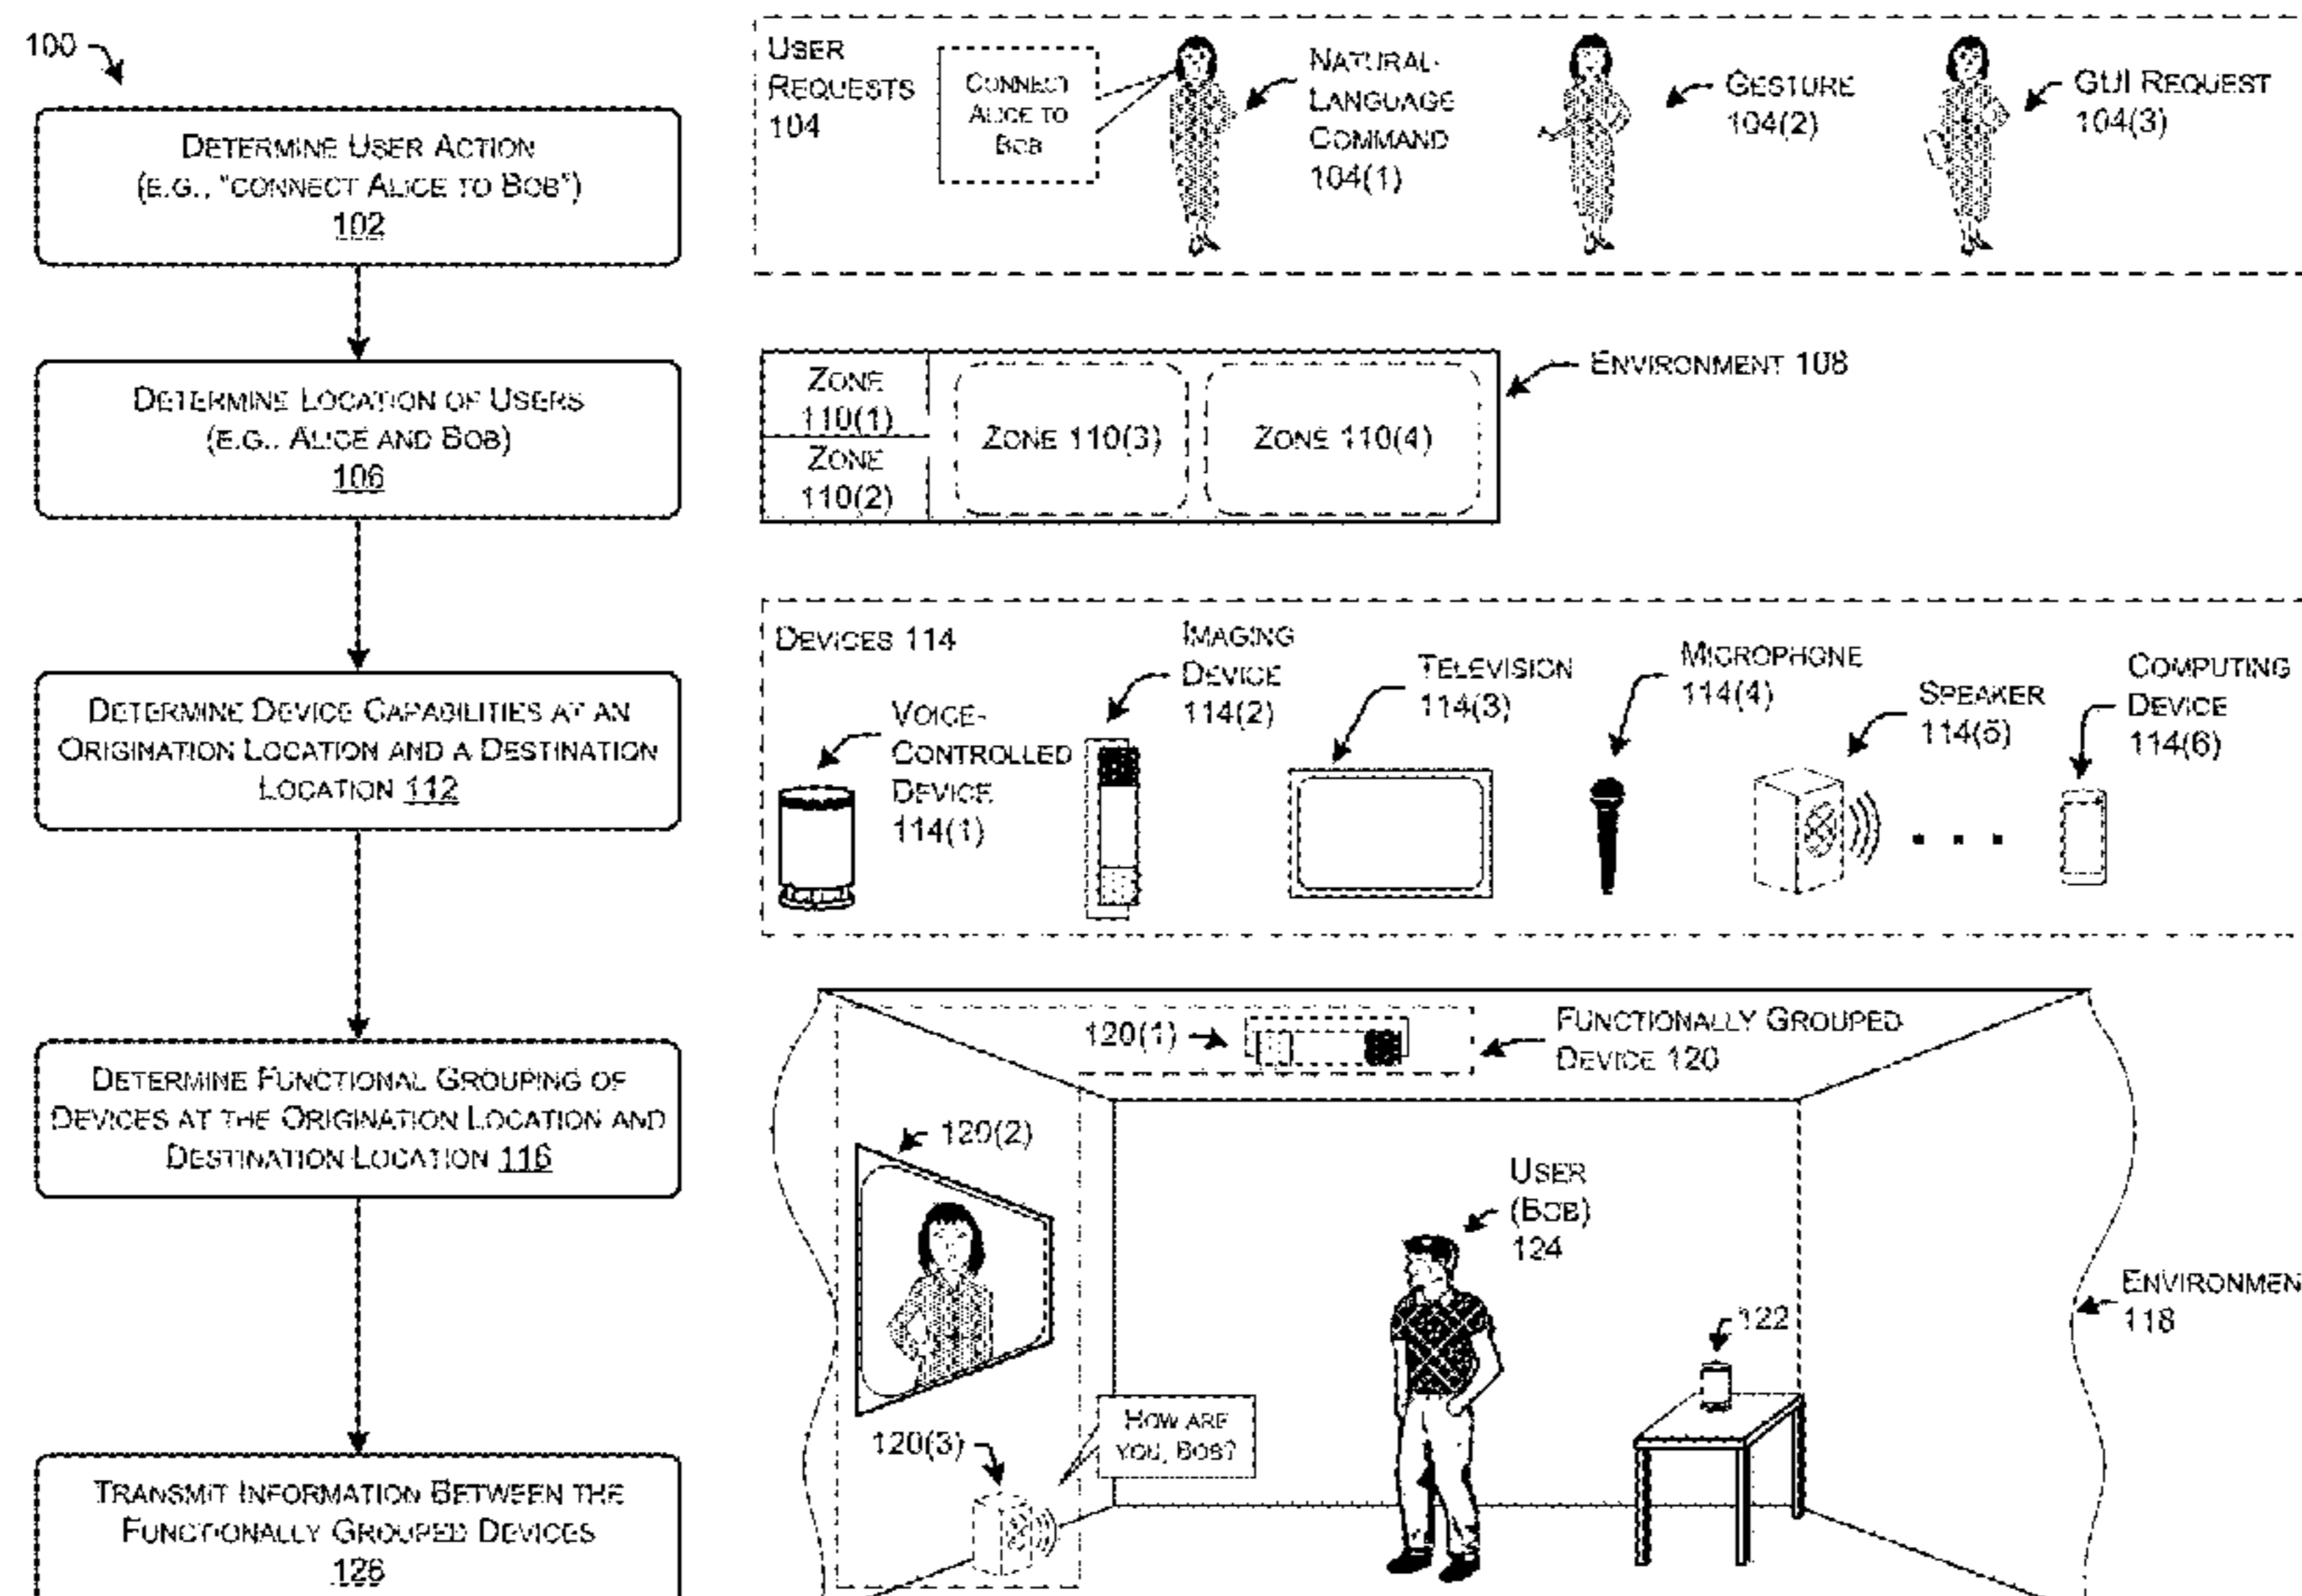 100
DETERMINE USER ACTION
(E.G., "CONNECT ALICE TO BOB")
102
DETERMINE LOCATION OF USERS
(E.G., ALICE AND BOB)
106
DETERMINE DEVICE CAPABILITIES AT AN
ORIGINATION LOCATION AND A DESTINATION
LOCATION 112
DETERMINE FUNCTIONAL GROUPING OF
DEVICES AT THE ORIGINATION LOCATION AND
DESTINATION LOCATION 116
TRANSMIT INFORMATION BETWEEN THE
FUNCTIONALLY GROUPED DEVICES
126
USER
REQUESTS
104
CONNECT
ALICE TO
BOB
NATURAL-
LANGUAGE
COMMAND
104(1)
GESTURE
104(2)
GUI REQUEST
104(3)
ZONE
110(1)
ZONE
110(2)
ZONE 110(3)
ZONE 110(4)
ENVIRONMENT 108
DEVICES 114
VOICE-
CONTROLLED
DEVICE
114(1)
IMAGING
DEVICE
114(2)
TELEVISION
114(3)
MICROPHONE
114(4)
SPEAKER
114(5)
COMPUTING
DEVICE
114(6)
120(1)
FUNCTIONALLY GROUPED
DEVICE 120
120(2)
USER
(BOB)
124
122
ENVIRONMEN
118
120(3)
HOW ARE
YOU, BOB?